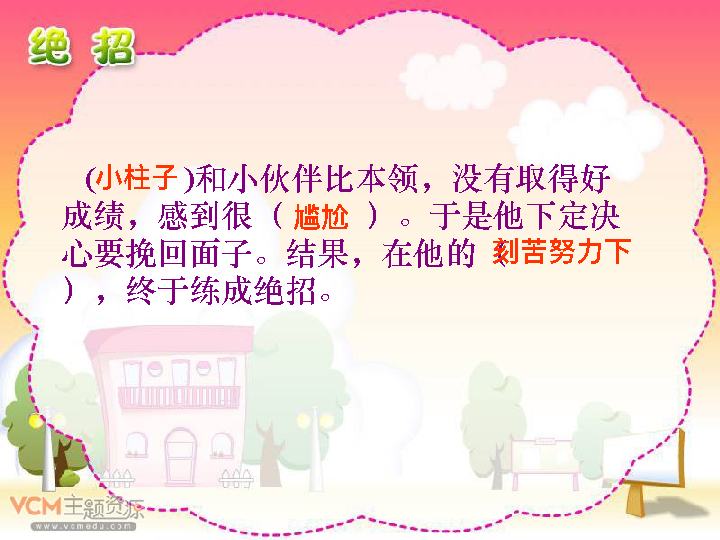 绝 招
(小柱子)和小伙伴比本领，没有取得好
成绩，感到很（ 尴尬 ）。于是他下定决
心要挽回面子。结果，在他的（刻苦努力下
），终于练成绝招。
VCM主题资源
www.vcmedu.com